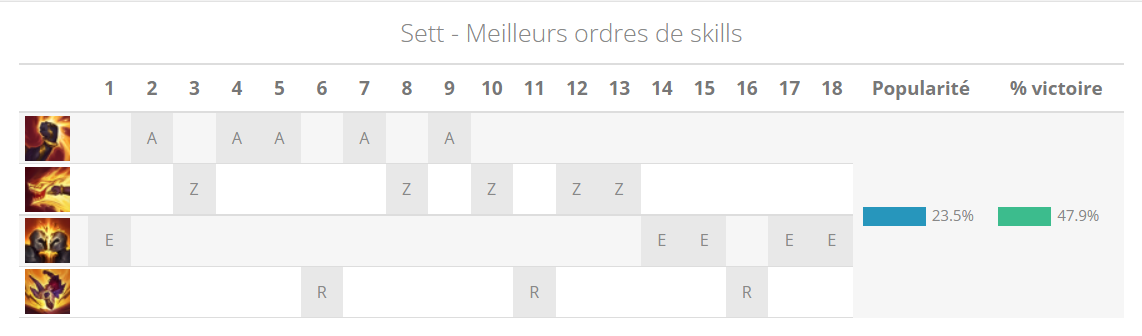 Sett - Meilleurs ordres de skills
1 2 3 4 5 6 7 8 9 10 11 12 13 14 15 16 17 18 Popularité % victoire
A A A A A
Z Z Z Z Z
23.5% 47.9%
E E E E E
R R R